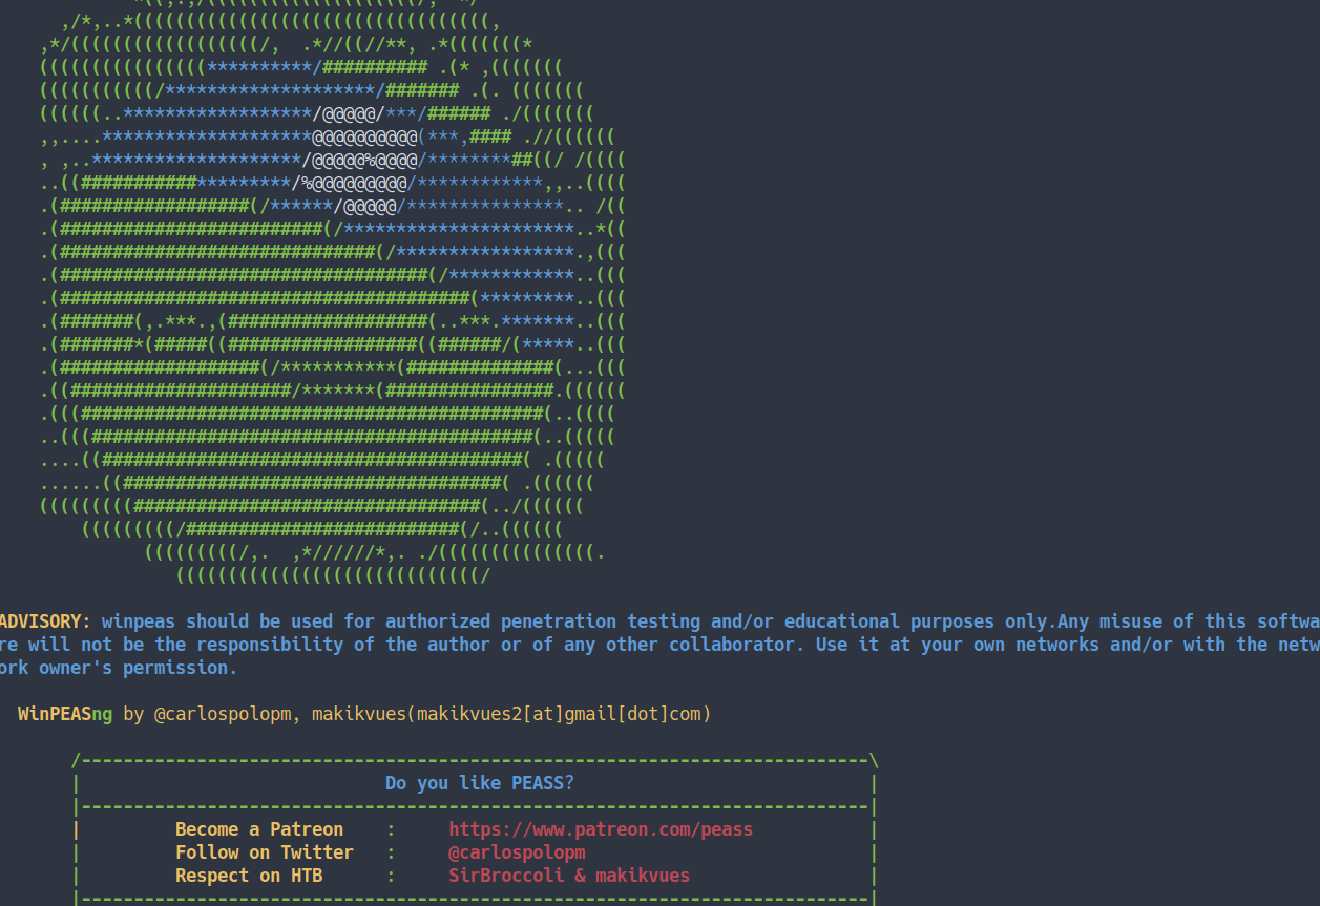 ADVISORY: winpeas should be used for authorized penetration testing and/or educational purposes only.Any misuse of this softwa
re will not be the responsibility of the author or of any other collaborator. Use it at your own networks and/or with the netw
ork owner's permission.
WinPEASng by @carlospolopm, makikvues(makikvues2[at]gmail[dot]com)
Do you like PEASS?
Become a Patreon : https://www.patreon.com/peass
Follow on Twitter : @carlospolopm
Respect on HTB : SirBroccoli & makikvues